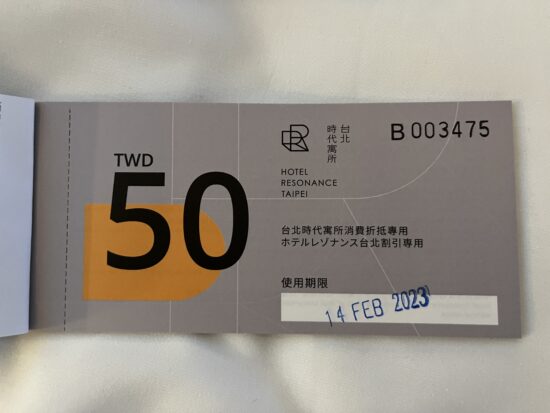 TWD
50
台北
時代寓所
HOTEL
RESONANCE
TAIPEI
B 003475
台北時代寓所消費折抵專用
ホテルレゾナンス台北割引専用
使用期限
14 FEB 2023